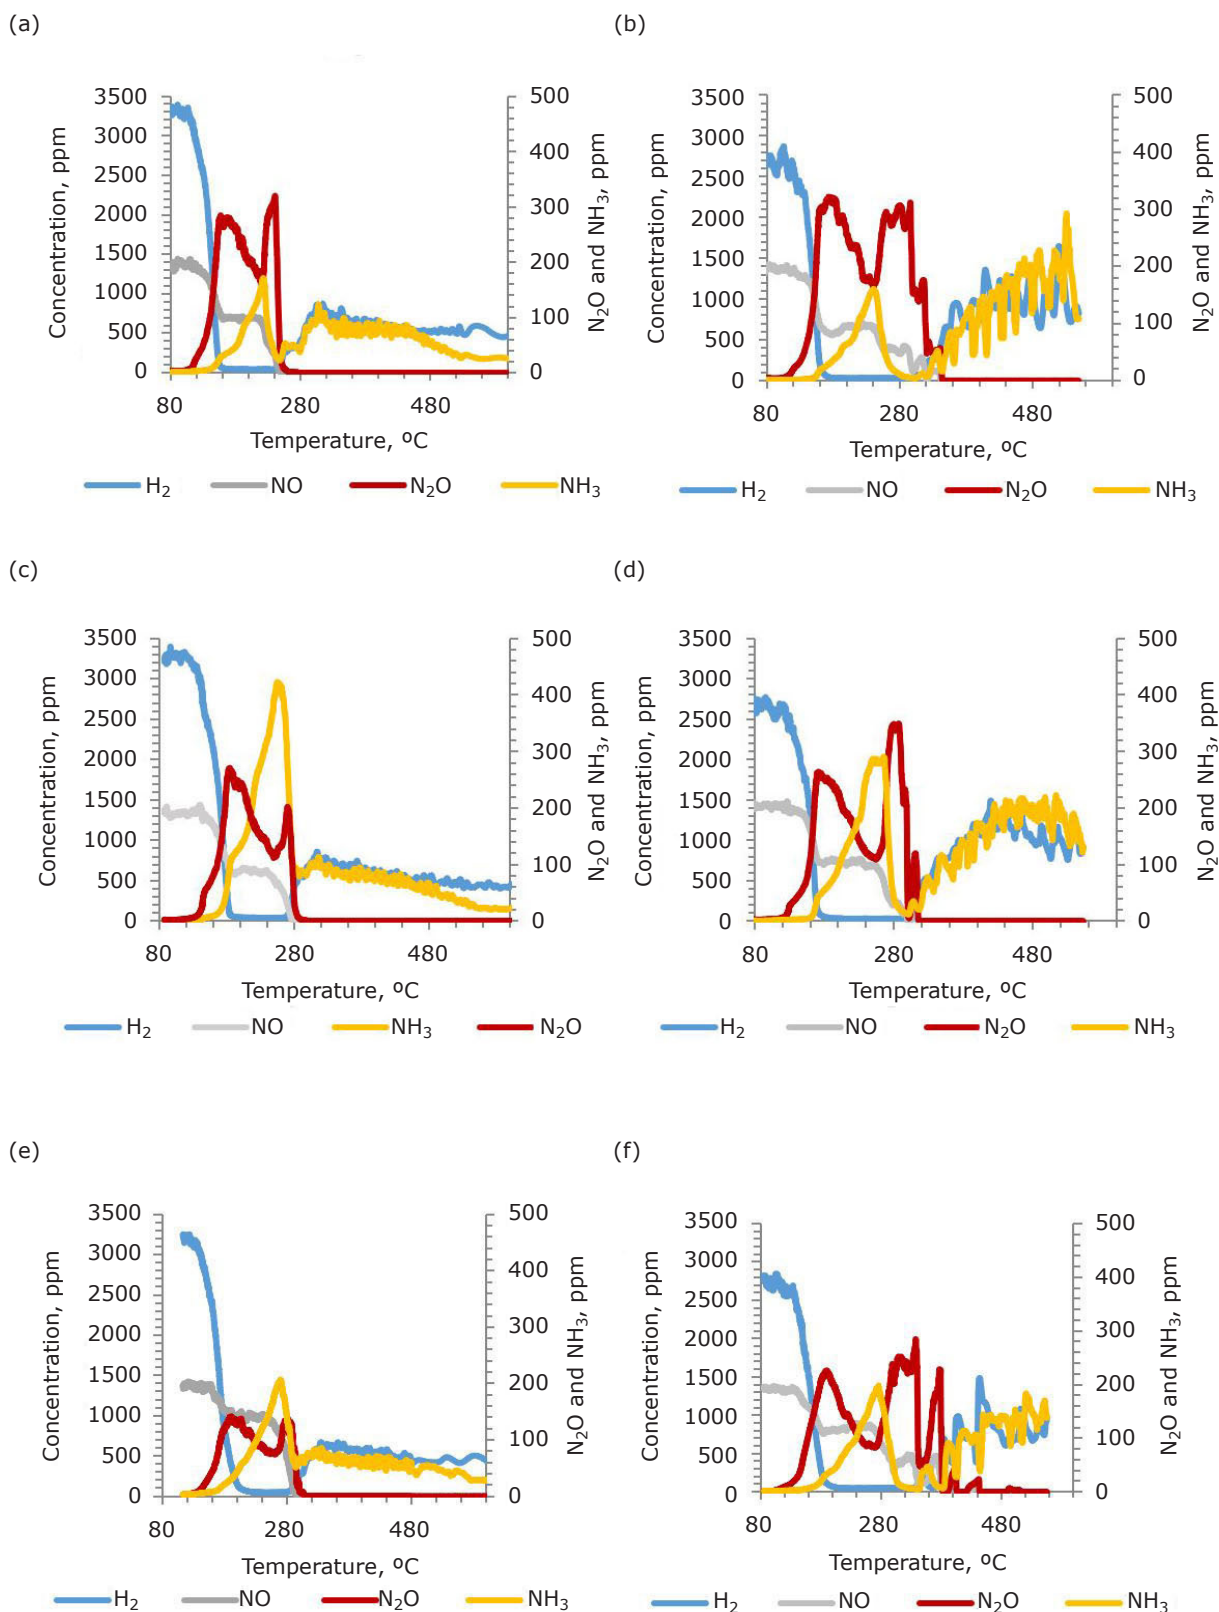 (a)
Concentration, ppm
3500
3000
2500
2000
1500
1000
500
0
80
280
480
Temperature, ºC
500
400
300
200
100
0
N₂O and NH₃, ppm
H₂
NO
N₂O
NH₃
(b)
Concentration, ppm
3500
3000
2500
2000
1500
1000
500
0
80
280
480
Temperature, ºC
500
400
300
200
100
0
N₂O and NH₃, ppm
H₂
NO
N₂O
NH₃
(c)
Concentration, ppm
3500
3000
2500
2000
1500
1000
500
0
80
280
480
Temperature, ºC
500
400
300
200
100
0
N₂O and NH₃, ppm
H₂
NO
NH₃
N₂O
(d)
Concentration, ppm
3500
3000
2500
2000
1500
1000
500
0
80
280
480
Temperature, ºC
500
400
300
200
100
0
N₂O and NH₃, ppm
H₂
NO
N₂O
NH₃
(e)
Concentration, ppm
3500
3000
2500
2000
1500
1000
500
0
80
280
480
Temperature, ºC
500
400
300
200
100
0
N₂O and NH₃, ppm
H₂
NO
N₂O
NH₃
(f)
Concentration, ppm
3500
3000
2500
2000
1500
1000
500
0
80
280
480
Temperature, ºC
500
400
300
200
100
0
N₂O and NH₃, ppm
H₂
NO
N₂O
NH₃